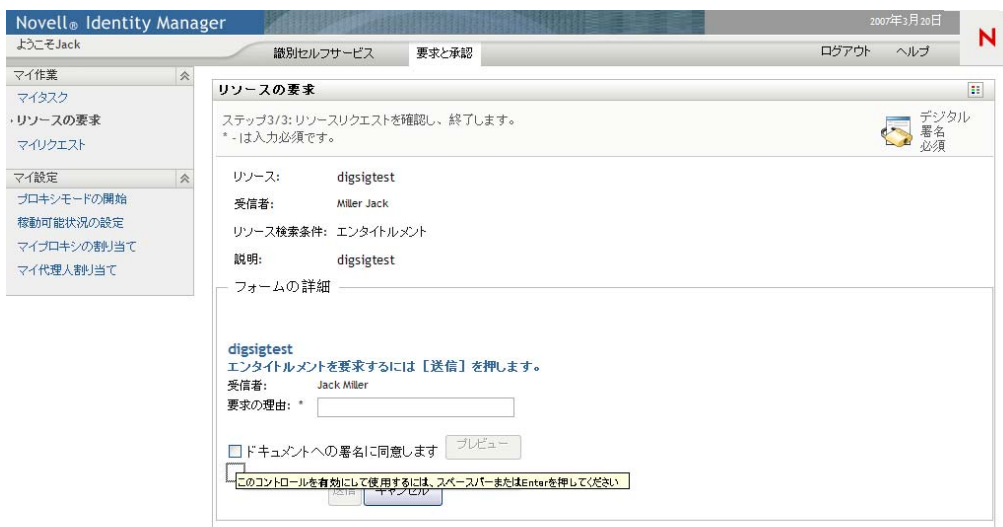 Novell® Identity Manager
2007年3月20日
ようこそJack
識別セルフサービス
要求と承認
ログアウト
ヘルプ
N
マイ作業
マイタスク
リソースの要求
マイリクエスト
マイ設定
プロキシモードの開始
稼動可能状況の設定
マイプロキシの割り当て
マイ代理人割り当て
リソースの要求
ステップ3/3: リソースリクエストを確認し、終了します。
* - は入力必須です。
デジタル
署名
必須
リソース: digsigtest
受信者: Miller Jack
リソース検索条件: エンタイトルメント
説明: digsigtest
フォームの詳細
digsigtest
エンタイトルメントを要求するには［送信］を押します。
受信者: Jack Miller
要求の理由: *
ドキュメントへの署名に同意します
プレビュー
このコントロールを有効にして使用するには、スペースバーまたはEnterを押してください
送信
キャンセル